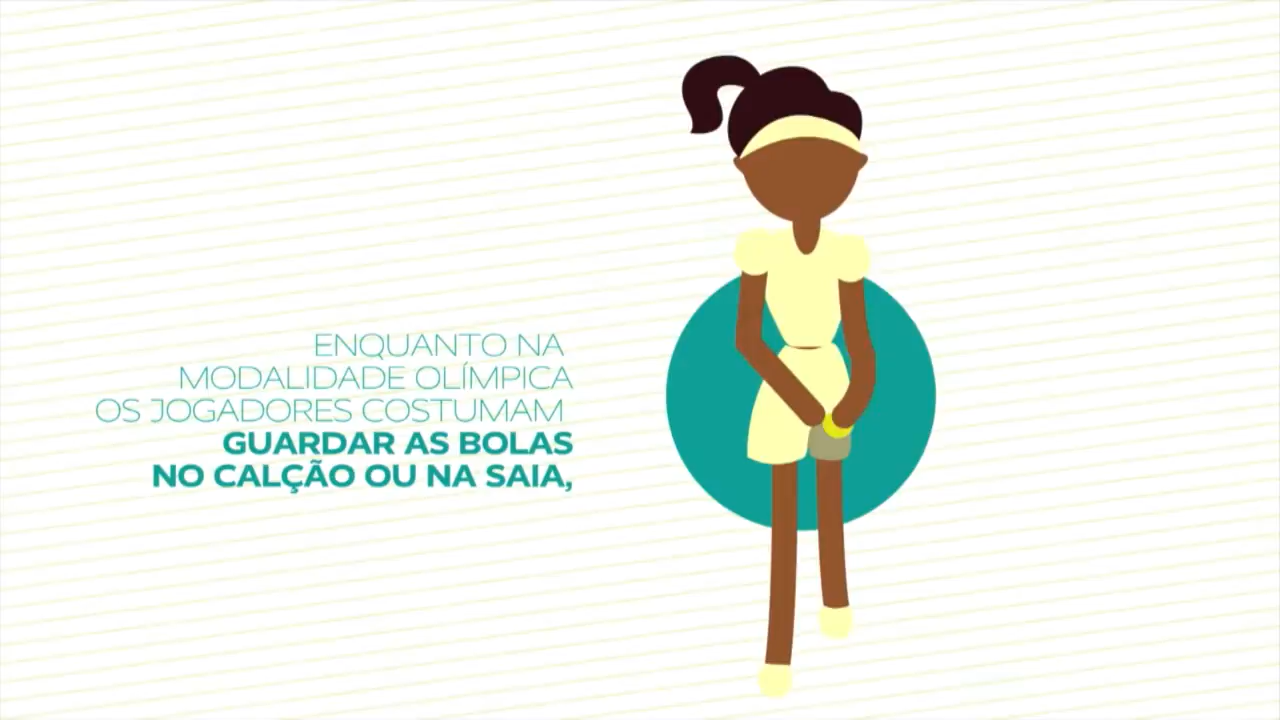 ENQUANTO NA
MODALIDADE OLÍMPICA
OS JOGADORES COSTUMAM
GUARDAR AS BOLAS
NO CALÇÃO OU NA SAIA,